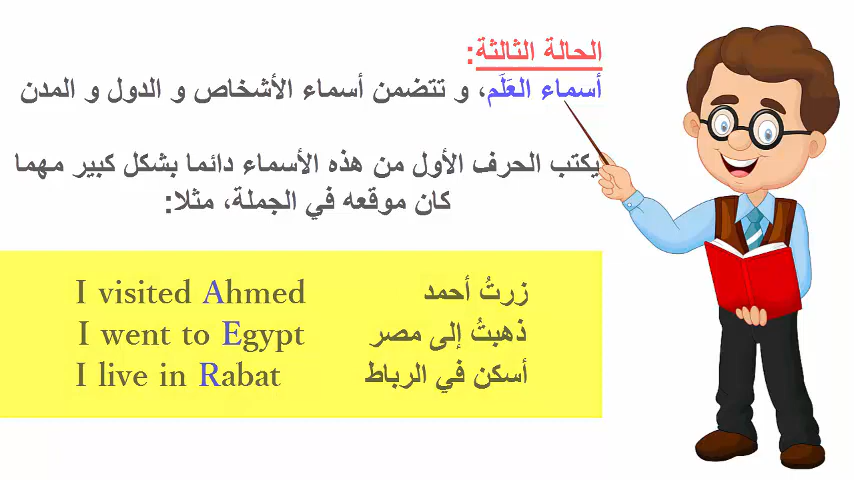 الحالة الثالثة:
أسماء العَلَم، و تتضمن أسماء الأشخاص و الدول و المدن
يكتب الحرف الأول من هذه الأسماء دائما بشكل كبير مهما
كان موقعه في الجملة، مثلا:
I visited Ahmed زرتُ أحمد
I went to Egypt ذهبتُ إلى مصر
I live in Rabat أسكن في الرباط